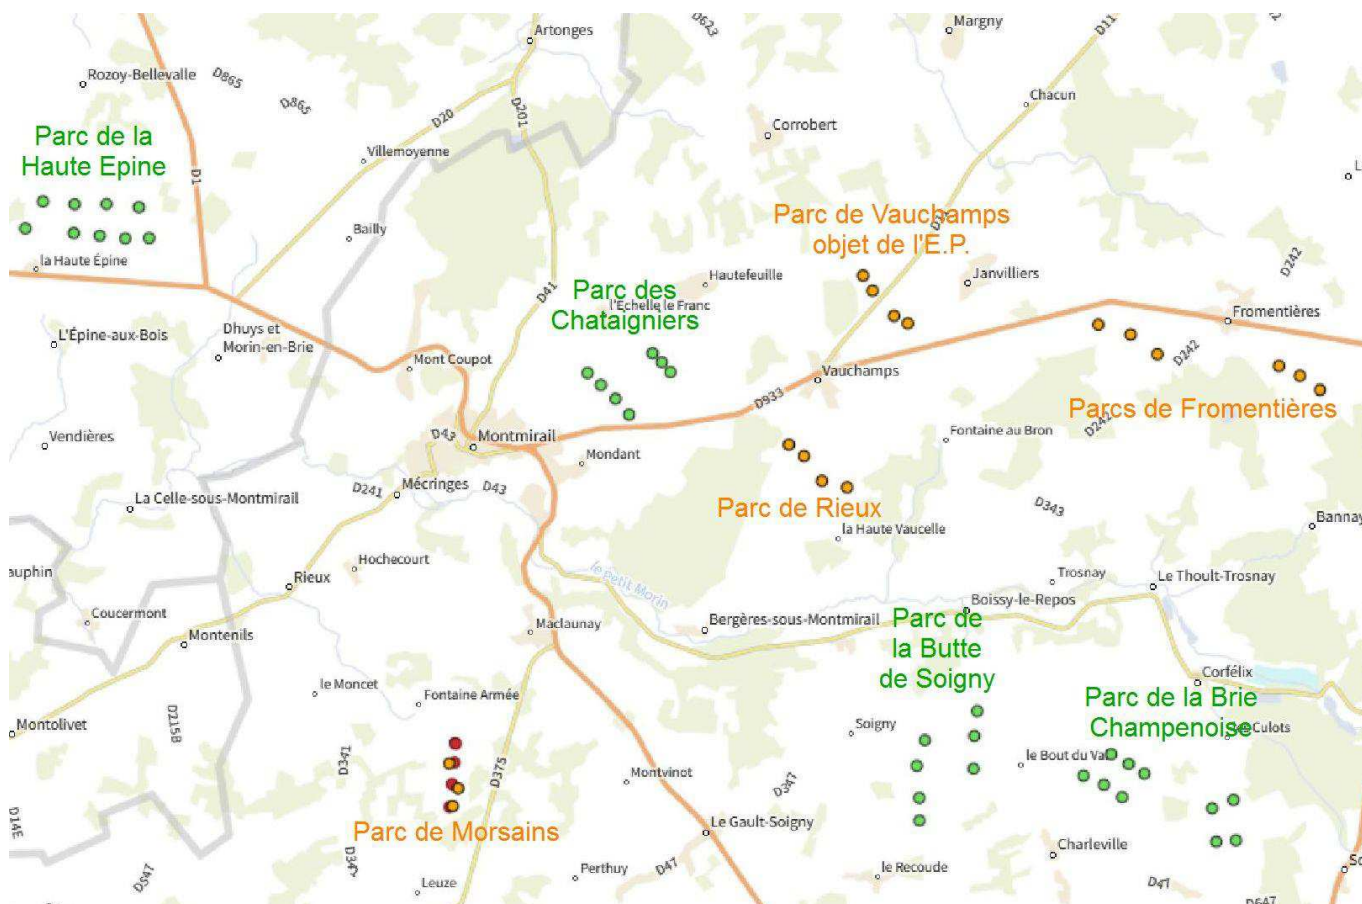 D623
Margny
D11
Artonges
Rozoy-Bellevalle
D865
D865
Chacun
D201
D20
Corrobert
Parc de la
Haute Epine
Villemoyenne
D1
Parc de Vauchamps
objet de l'E.P.
Bailly
la Haute Épine
Hautefeuille
Janvilliers
D242
Parc des
Chataigniers
l'Echelle le Franc
D41
Fromentières
L'Épine-aux-Bois
Dhuys et
Morin-en-Brie
Mont Coupot
D242
Vauchamps
D933
Parcs de Fromentières
D242
Vendières
D43
Montmirail
Mondant
Fontaine au Bron
La Celle-sous-Montmirail
D241
Mécringes
D43
Parc de Rieux
D343
la Haute Vaucelle
Bannay
Hochecourt
auphin
Rieux
le Petit Morin
Trosnay
Le Thoult-Trosnay
Boissy-le-Repos
Coucermont
Montenils
Maclaunay
Bergères-sous-Montmirail
Parc de
la Butte
de Soigny
Corfélix
le Moncet
Fontaine Armée
Parc de la Brie
Champenoise
Montolivet
D215B
Soigny
Culots
D341
D375
Montvinot
D347
le Bout du Val
D14E
Parc de Morsains
Le Gault-Soigny
Charleville
D347
D47
Perthuy
le Recoude
Leuze
D47